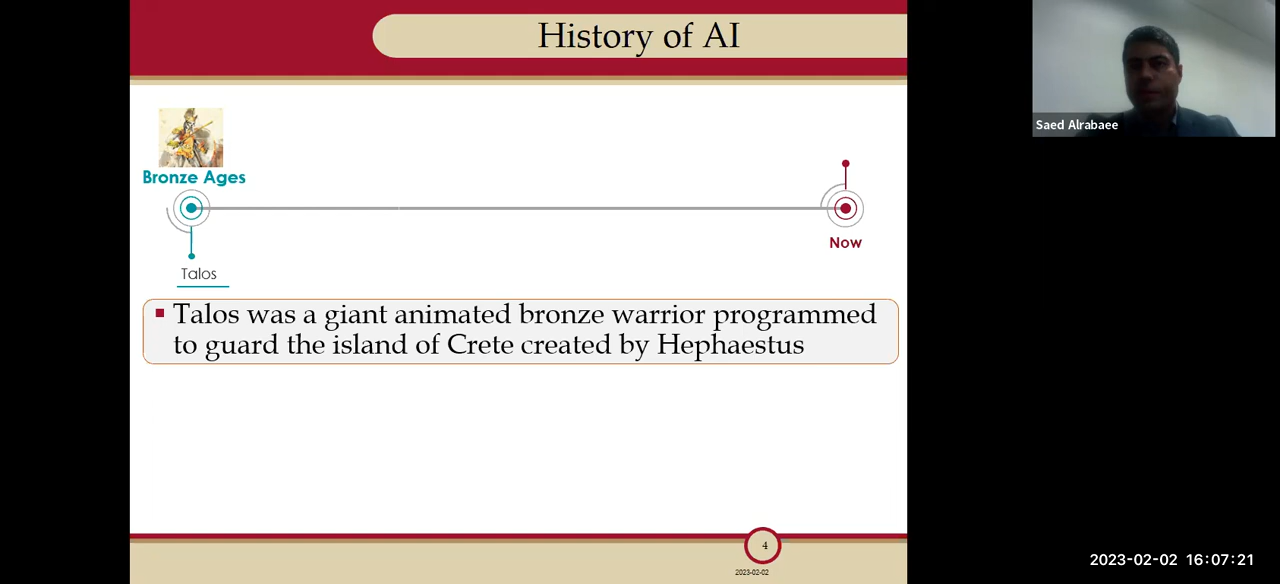 History of AI
Saed Alrabaee
Bronze Ages
Now
Talos
▪ Talos was a giant animated bronze warrior programmed
to guard the island of Crete created by Hephaestus
4
2023-02-02
2023-02-02 16:07:21